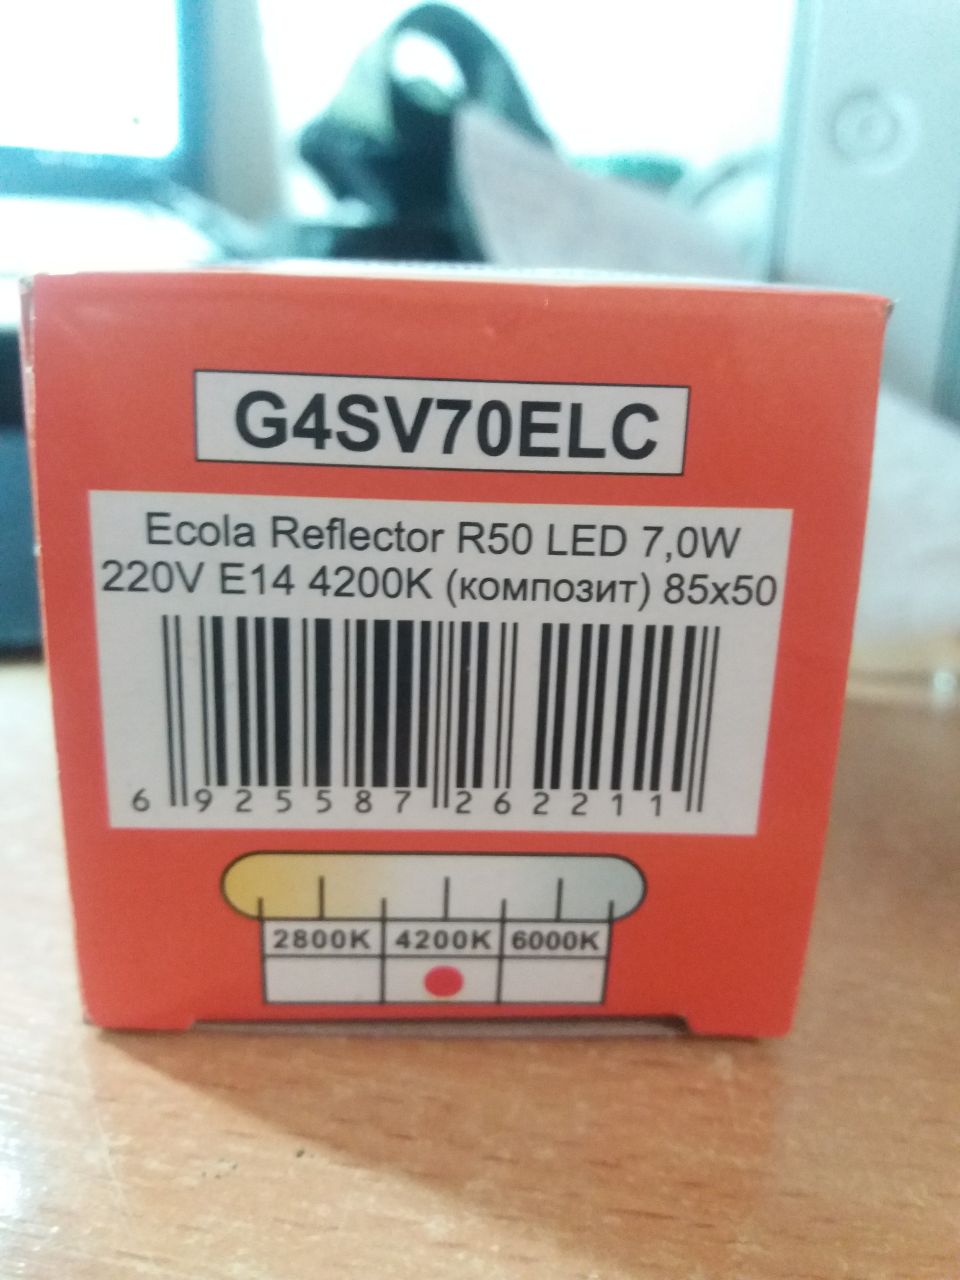 G4SV70ELC
Ecola Reflector R50 LED 7,0W
220V E14 4200K (композит) 85x50
6 925587 262211
2800K 4200K 6000K